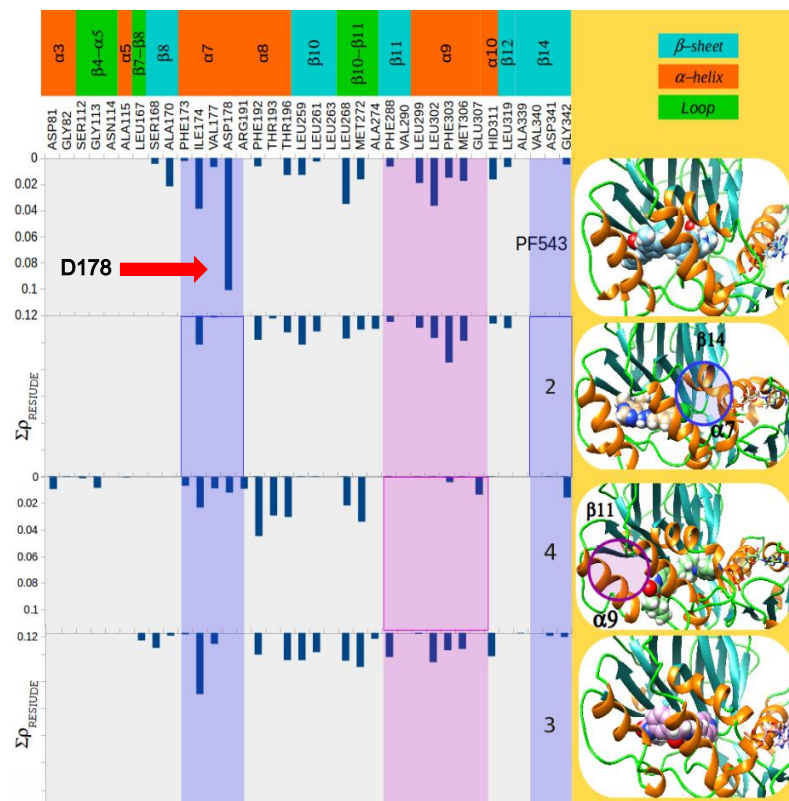 α3
β4–α5
α5
β7–β8
β8
α7
α8
β10
β10–β11
β11
α9
α10
β12
β14
β-sheet
α-helix
Loop
ASP81
GLY82
SER112
GLY113
ASN114
ALA115
LEU167
SER168
ALA170
PHE173
ILE174
VAL177
ASP178
ARG191
PHE192
THR193
THR196
LEU259
LEU261
LEU263
LEU268
MET272
ALA274
PHE288
VAL290
LEU299
LEU302
PHE303
MET306
GLU307
HID311
LEU319
ALA339
VAL340
ASP341
GLY342
0
0.02
0.04
0.06
0.08
0.1
0.12
PF543
D178
ΣρRESIUDE
2
β14
α7
0
0.02
0.04
0.06
0.08
0.1
0.12
4
β11
α9
ΣρRESIUDE
3